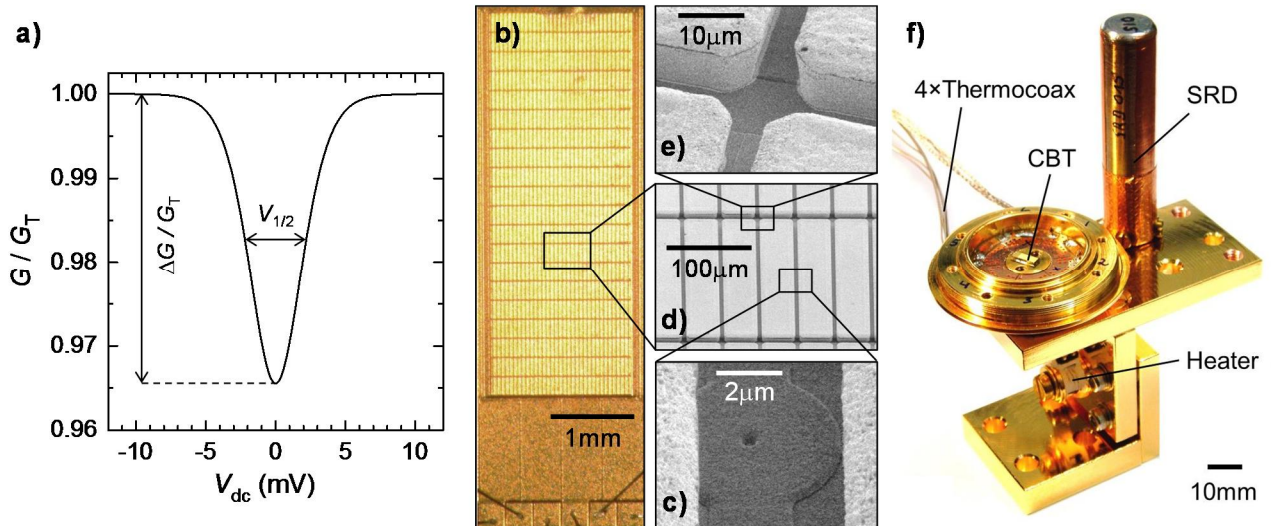 a)
1.00
0.99
0.98
0.97
0.96
G / G_T
ΔG / G_T
V_1/2
-10
-5
0
5
10
V_dc (mV)
b)
1mm
10μm
e)
100μm
d)
2μm
c)
f)
4×Thermocoax
SRD
CBT
Heater
10mm